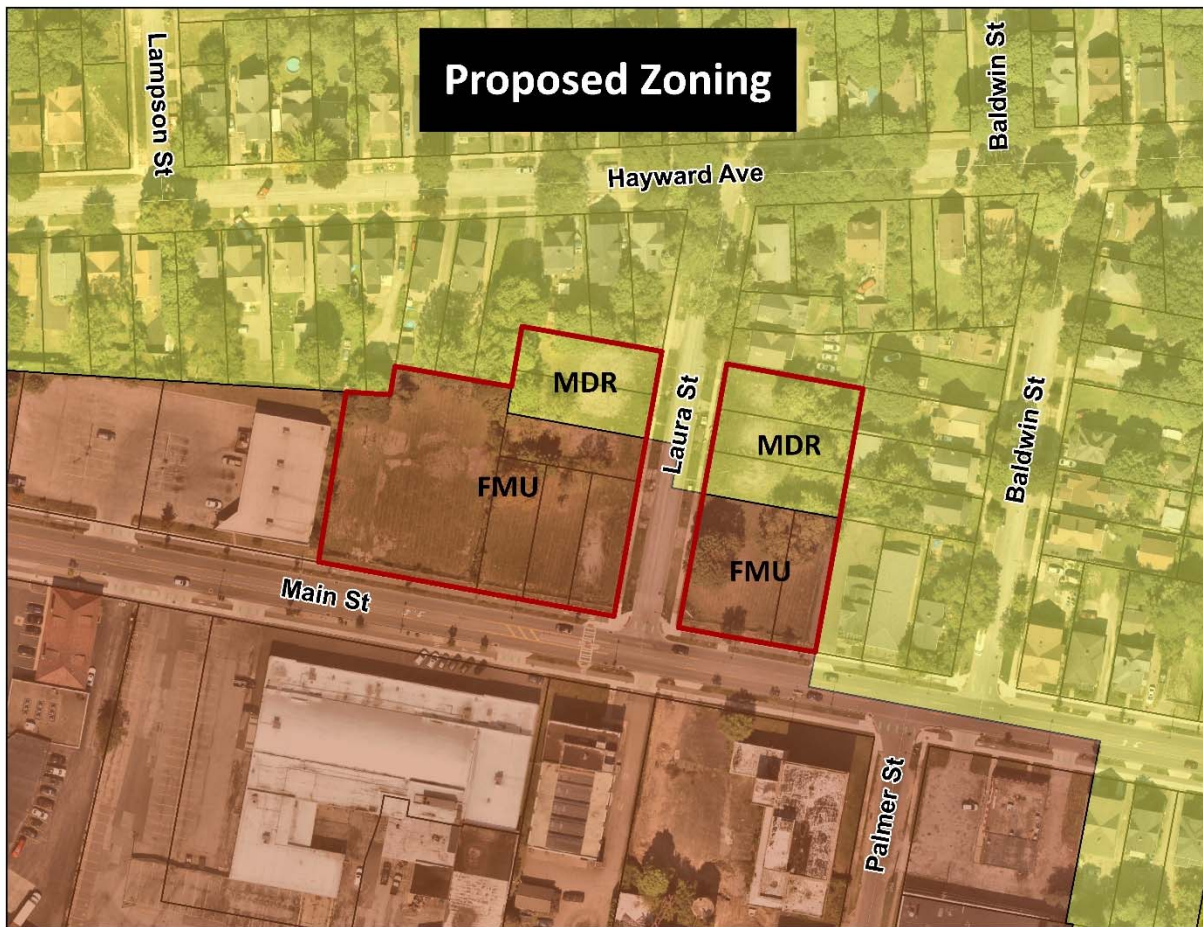 Proposed Zoning
Lampson St
Baldwin St
Hayward Ave
MDR
Laura St
MDR
Baldwin St
FMU
FMU
Main St
Palmer St